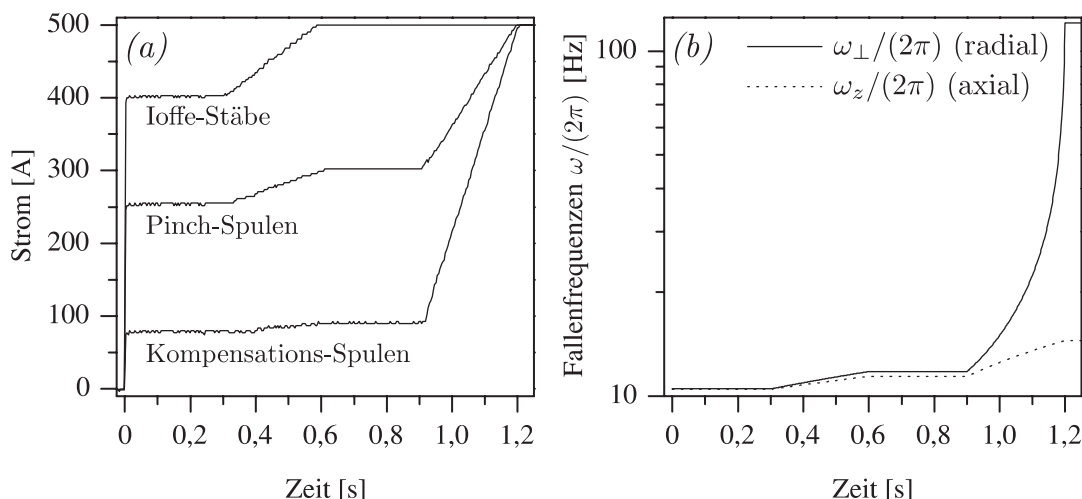 (a)
500
400
300
200
100
0
Strom [A]
Ioffe-Stäbe
Pinch-Spulen
Kompensations-Spulen
0 0,2 0,4 0,6 0,8 1,0 1,2
Zeit [s]
(b)
ω⊥/(2π) (radial)
ωz/(2π) (axial)
100
10
Fallenfrequenzen ω/(2π) [Hz]
0 0,2 0,4 0,6 0,8 1,0 1,2
Zeit [s]